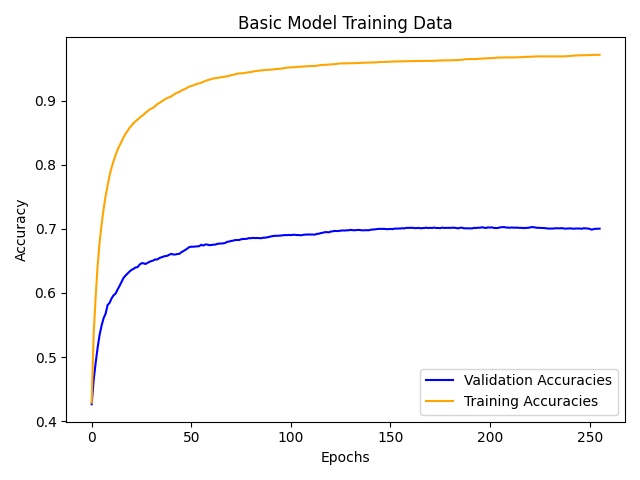 Basic Model Training Data
Accuracy
0.9
0.8
0.7
0.6
0.5
0.4
0
50
100
150
200
250
Epochs
Validation Accuracies
Training Accuracies